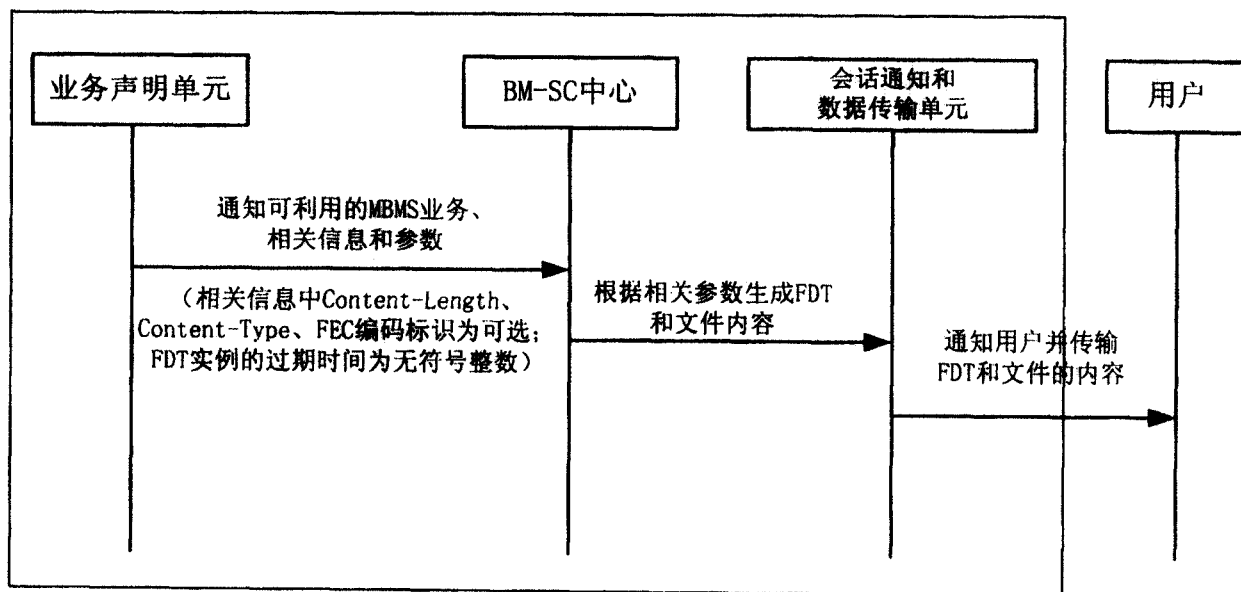 业务声明单元
BM-SC中心
会话通知和
数据传输单元
用户
通知可利用的MBMS业务、
相关信息和参数
（相关信息中Content-Length、
Content-Type、FEC编码标识为可选；
FDT实例的过期时间为无符号整数）
根据相关参数生成FDT
和文件内容
通知用户并传输
FDT和文件的内容